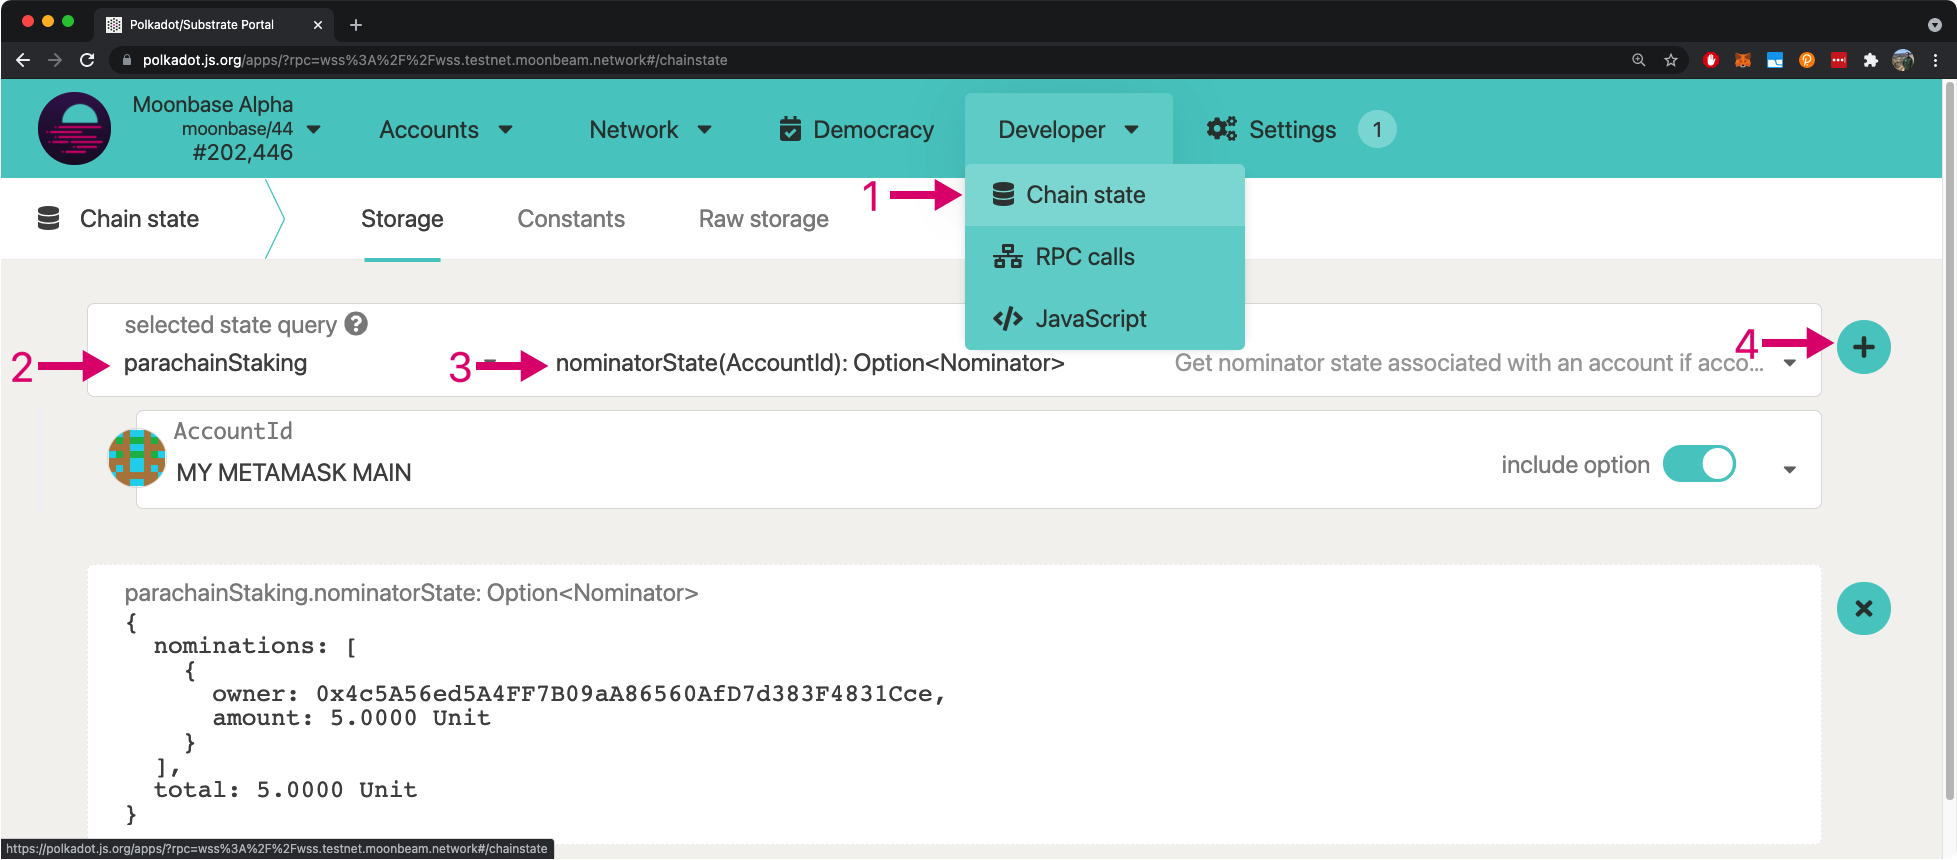 Polkadot/Substrate Portal
polkadot.js.org/apps/?rpc=wss%3A%2F%2Fwss.testnet.moonbeam.network#/chainstate
Moonbase Alpha
moonbase/44
#202,446
Accounts
Network
Democracy
Developer
Settings
1
1
Chain state
RPC calls
JavaScript
Chain state
Storage
Constants
Raw storage
selected state query
2
parachainStaking
3
nominatorState(AccountId): Option<Nominator>
Get nominator state associated with an account if acco…
4
AccountId
MY METAMASK MAIN
include option
parachainStaking.nominatorState: Option<Nominator>
{
nominations: [
{
owner: 0x4c5A56ed5A4FF7B09aA86560AfD7d383F4831Cce,
amount: 5.0000 Unit
}
],
total: 5.0000 Unit
}
https://polkadot.js.org/apps/?rpc=wss%3A%2F%2Fwss.testnet.moonbeam.network#/chainstate